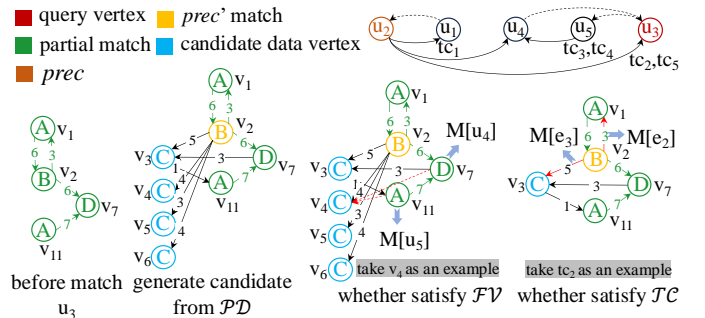 query vertex
prec' match
partial match
candidate data vertex
prec
u2
u1
u4
u5
u3
tc1
tc3,tc4
tc2,tc5
A
v1
6
3
B
v2
6
D
v7
7
A
v11
before match
u3
A
v1
6
3
B
v2
5
6
v3
C
3
D
v7
1
4
4
3
A
7
v4
C
v11
v5
C
4
v6
C
generate candidate
from PD
A
v1
6
3
B
v2
M[u4]
5
6
v3
C
3
D
v7
1
4
4
3
A
7
v4
C
v11
v5
C
4
M[u5]
v6
C
take v4 as an example
whether satisfy FV
A
v1
M[e3]
6
3
M[e2]
B
v2
5
6
v3
C
3
D
v7
1
A
7
v11
take tc2 as an example
whether satisfy TC